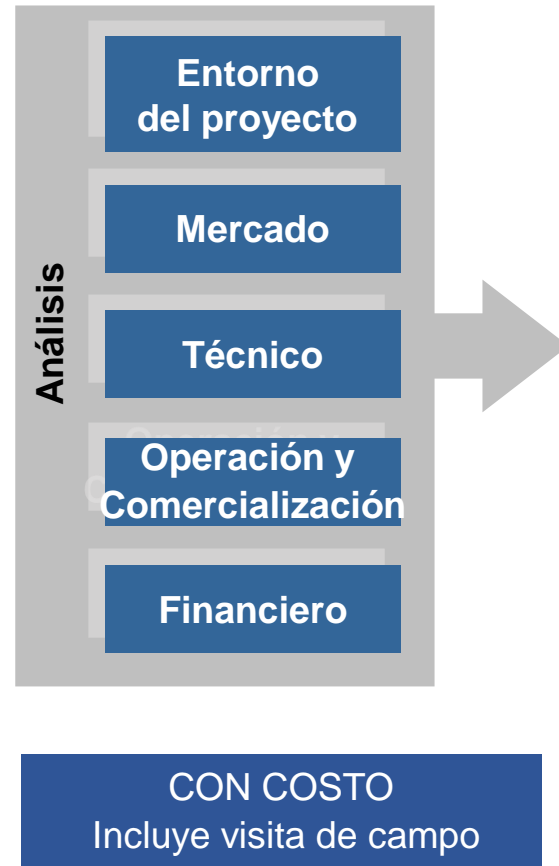 Análisis
Entorno
del proyecto
Mercado
Técnico
Operación y
Comercialización
Financiero
CON COSTO
Incluye visita de campo